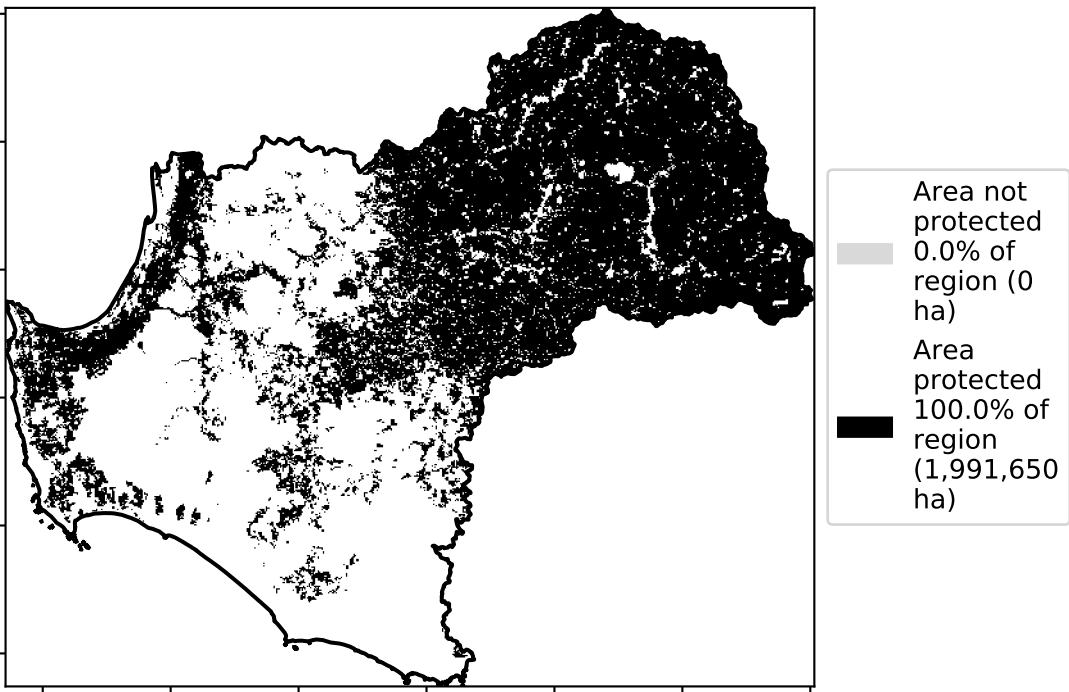 Area not
protected
0.0% of
region (0
ha)
Area
protected
100.0% of
region
(1,991,650
ha)